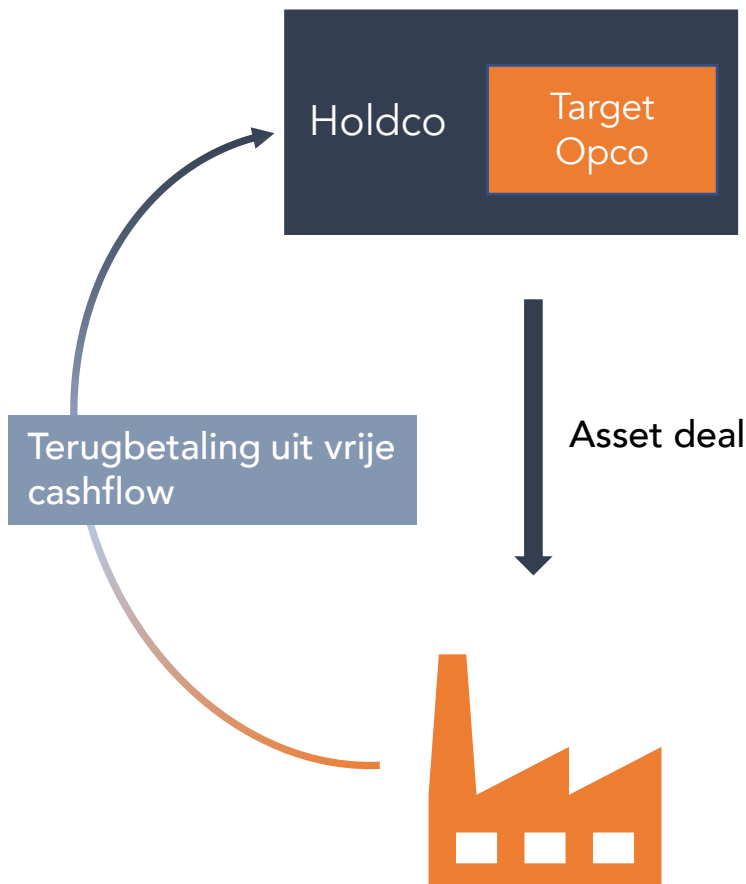 Holdco
Target
Opco
Asset deal
Terugbetaling uit vrije
cashflow